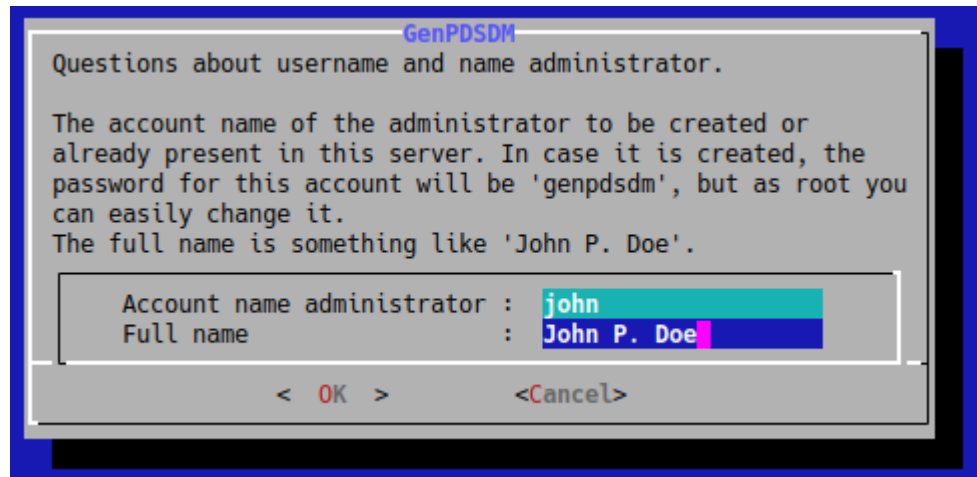 GenPDSDM
Questions about username and name administrator.
The account name of the administrator to be created or
already present in this server. In case it is created, the
password for this account will be 'genpdsdm', but as root you
can easily change it.
The full name is something like 'John P. Doe'.
Account name administrator : john
Full name : John P. Doe
< OK > <Cancel>